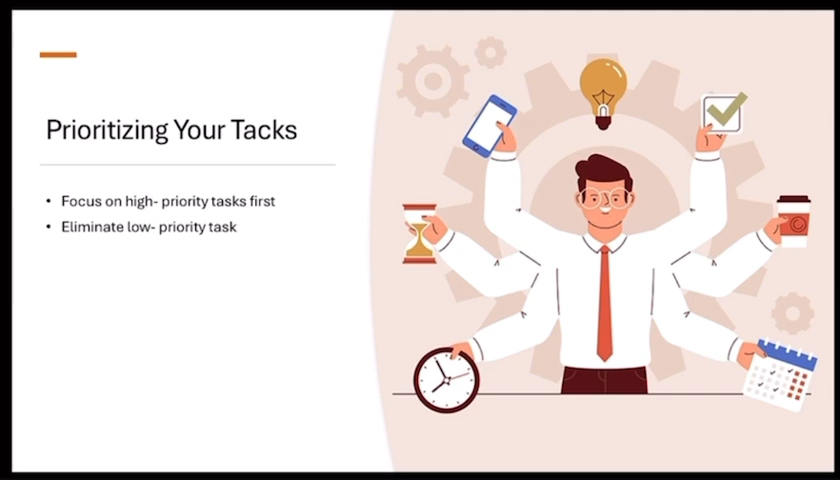 Prioritizing Your Tacks
• Focus on high- priority tasks first
• Eliminate low- priority task